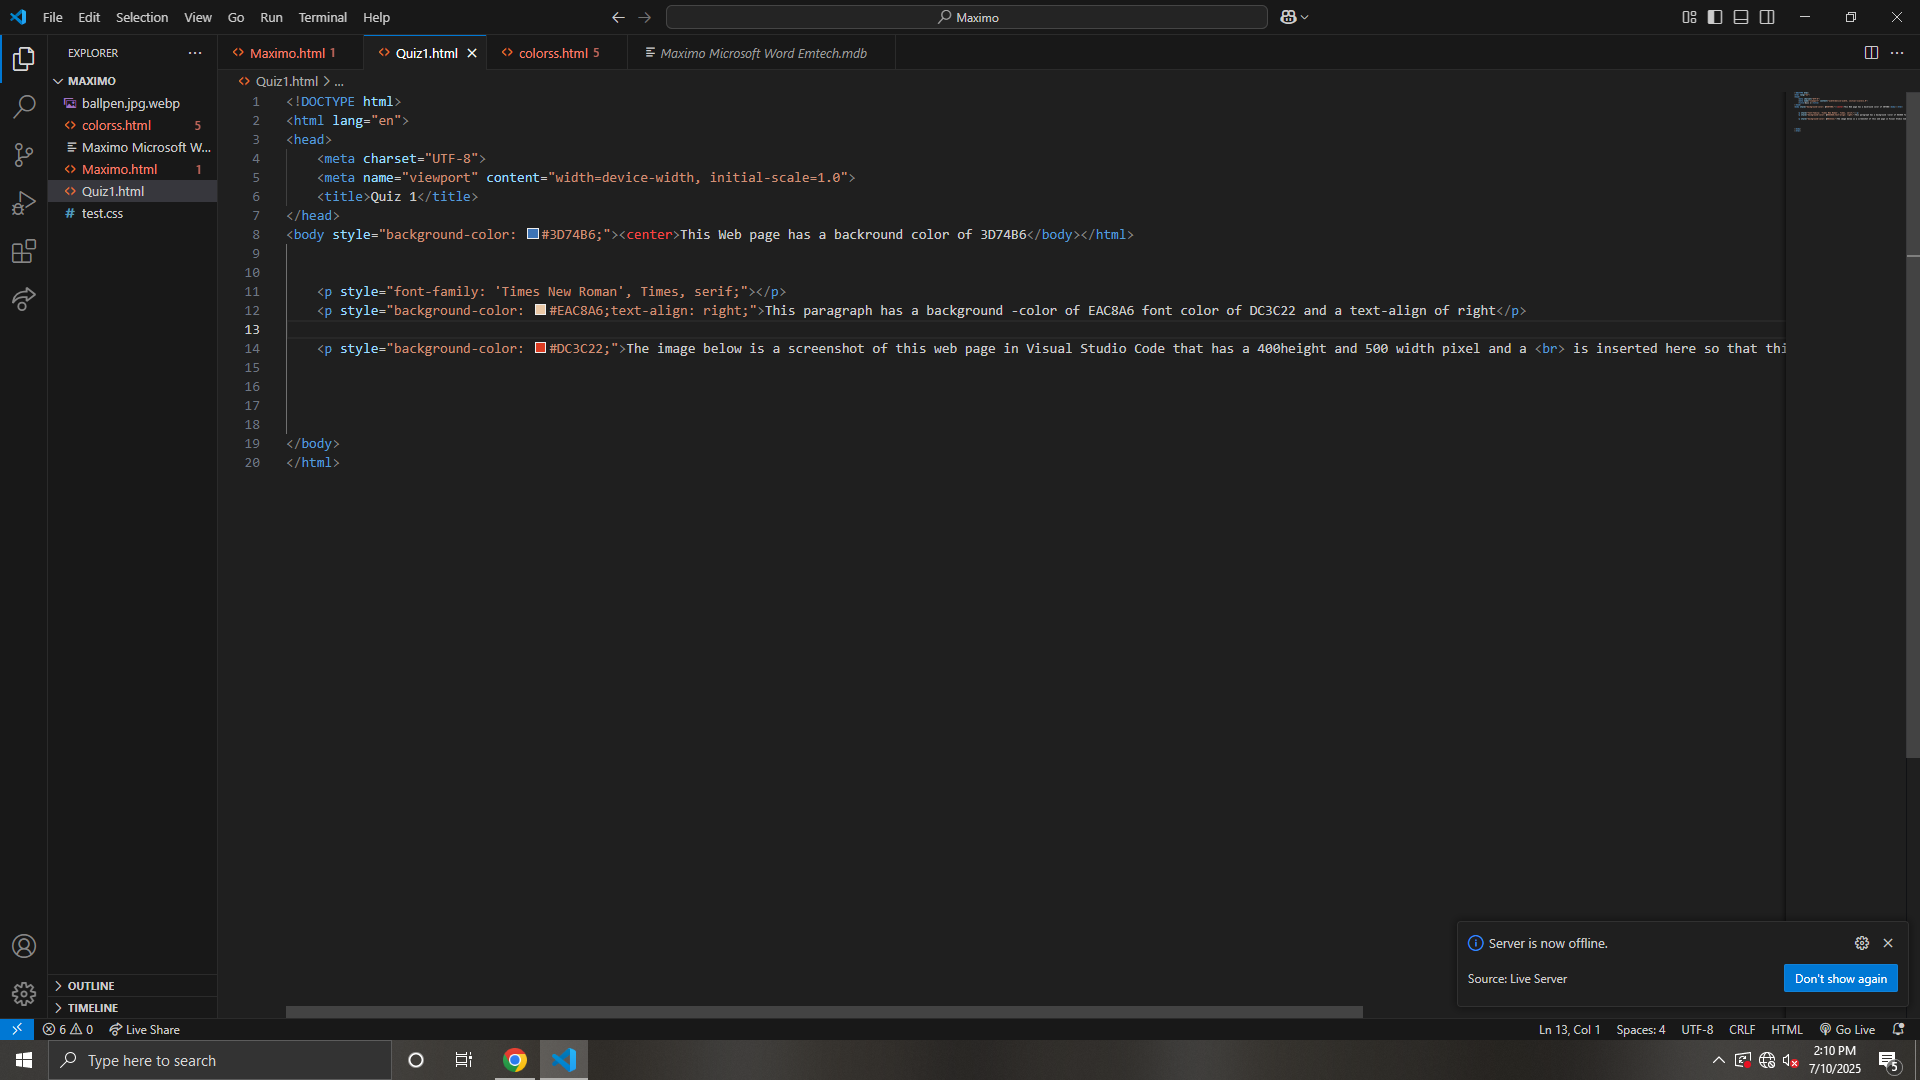 File Edit Selection View Go Run Terminal Help
Maximo
EXPLORER
MAXIMO
ballpen.jpg.webp
colorss.html 5
Maximo Microsoft W...
Maximo.html 1
Quiz1.html
# test.css
OUTLINE
TIMELINE
Maximo.html 1 Quiz1.html colorss.html 5 Maximo Microsoft Word Emtech.mdb
Quiz1.html > ...
1 <!DOCTYPE html>
2 <html lang="en">
3 <head>
4 <meta charset="UTF-8">
5 <meta name="viewport" content="width=device-width, initial-scale=1.0">
6 <title>Quiz 1</title>
7 </head>
8 <body style="background-color: #3D74B6;"><center>This Web page has a backround color of 3D74B6</body></html>
9
10
11 <p style="font-family: 'Times New Roman', Times, serif;"></p>
12 <p style="background-color: #EAC8A6;text-align: right;">This paragraph has a background -color of EAC8A6 font color of DC3C22 and a text-align of right</p>
13
14 <p style="background-color: #DC3C22;">The image below is a screenshot of this web page in Visual Studio Code that has a 400height and 500 width pixel and a <br> is inserted here so that thi
15
16
17
18
19 </body>
20 </html>
Server is now offline.
Source: Live Server
Don't show again
6 0 Live Share
Ln 13, Col 1 Spaces: 4 UTF-8 CRLF HTML Go Live
Type here to search
2:10 PM
7/10/2025
5